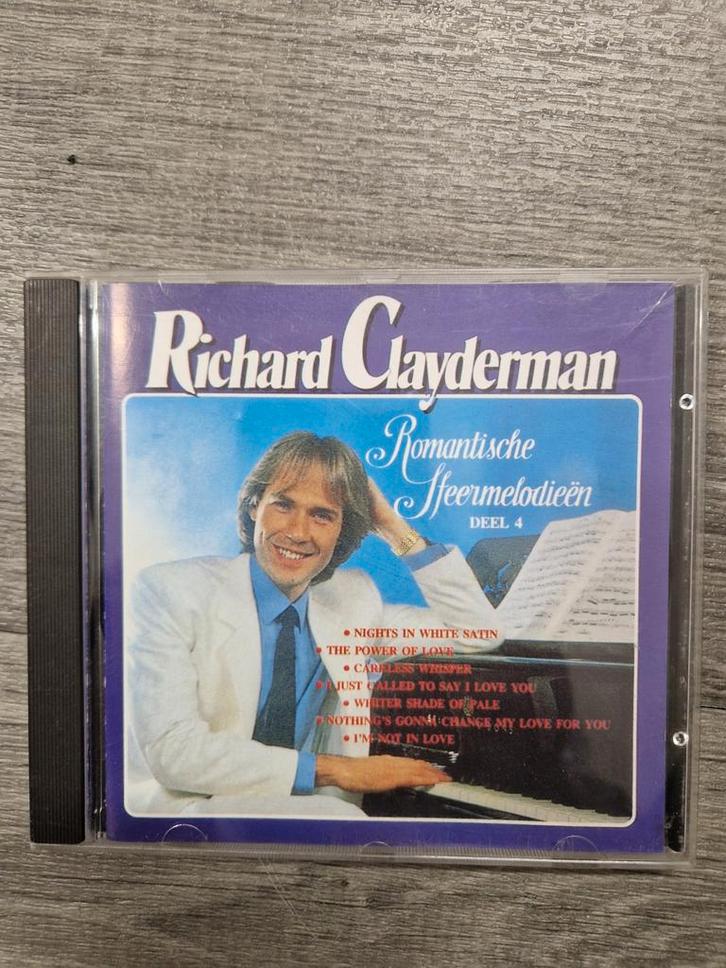 Richard Clayderman
Romantische
Sfeermelodieën
DEEL 4
• NIGHTS IN WHITE SATIN
• THE POWER OF LOVE
• CARELESS WHISPER
• I JUST CALLED TO SAY I LOVE YOU
• WHITER SHADE OF PALE
• NOTHING'S GONNA CHANGE MY LOVE FOR YOU
• I'M NOT IN LOVE